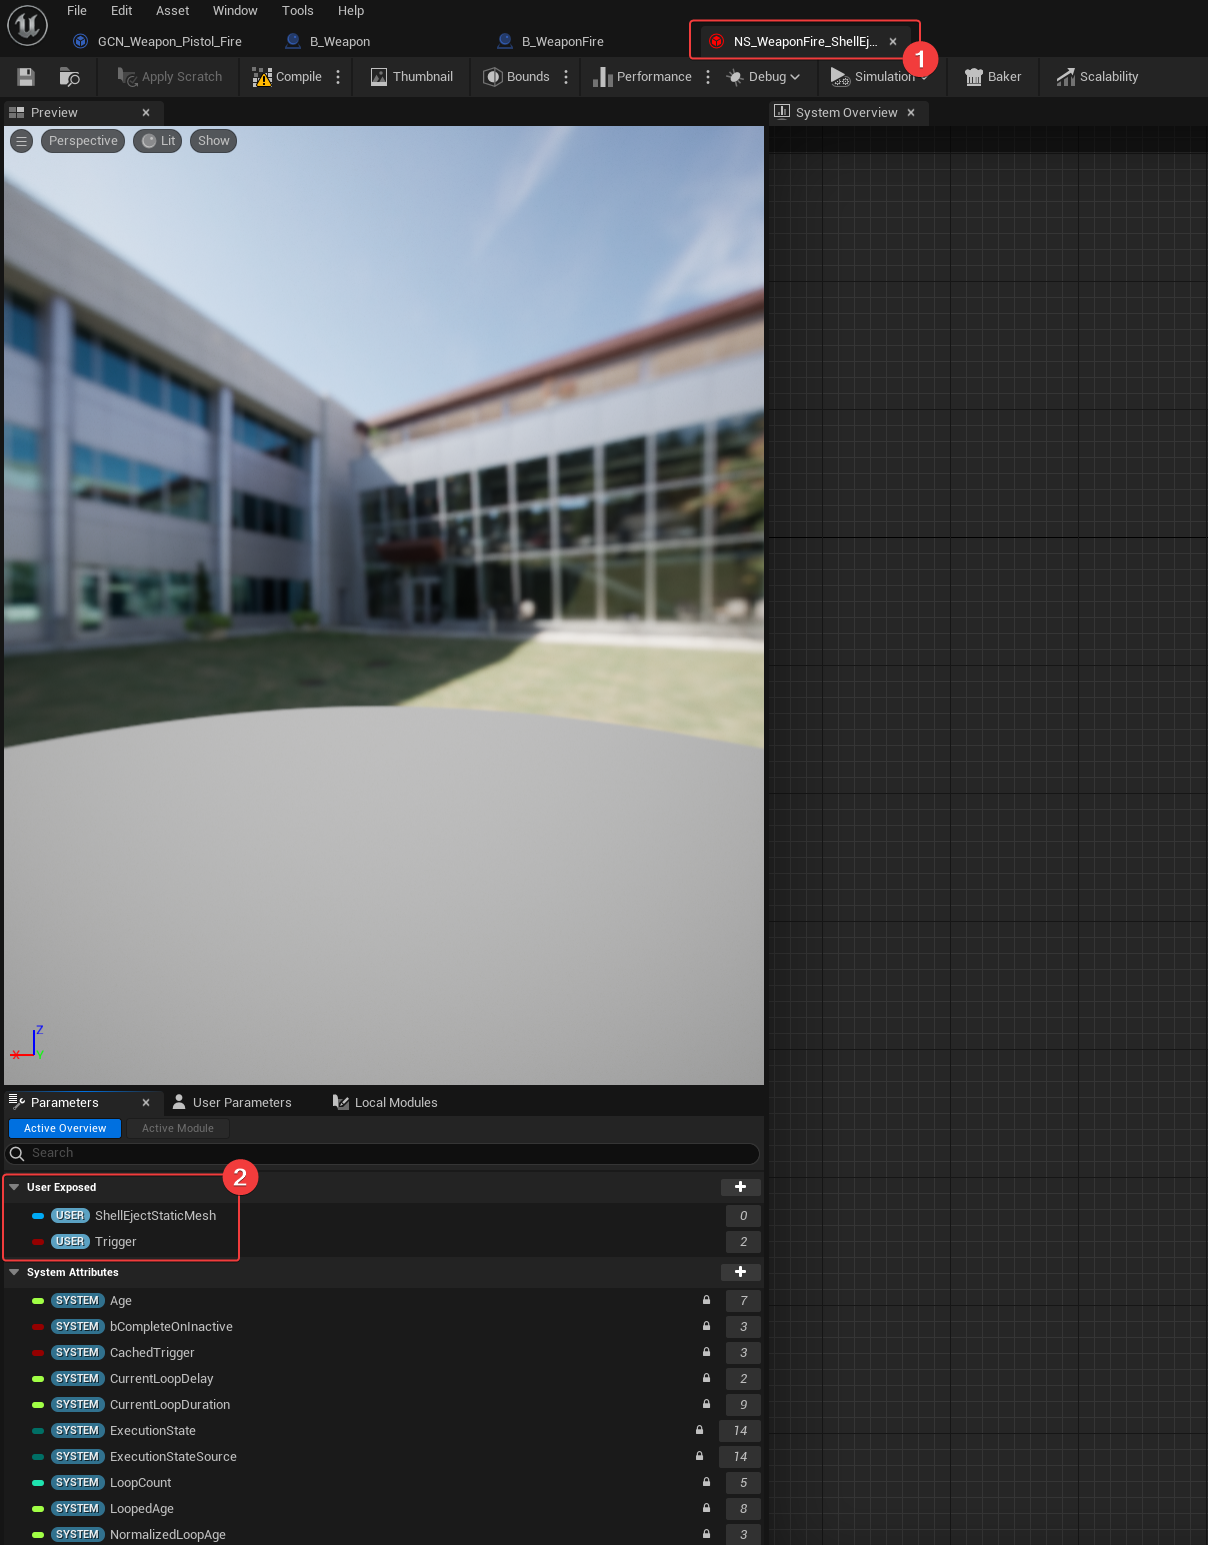 File Edit Asset Window Tools Help
GCN_Weapon_Pistol_Fire B_Weapon B_WeaponFire NS_WeaponFire_ShellEj...
1
Apply Scratch Compile Thumbnail Bounds Performance Debug Simulation Baker Scalability
Preview System Overview
Perspective Lit Show
Z
X Y
Parameters User Parameters Local Modules
Active Overview Active Module
Search
2
User Exposed
USER ShellEjectStaticMesh 0
USER Trigger 2
System Attributes
SYSTEM Age 7
SYSTEM bCompleteOnInactive 3
SYSTEM CachedTrigger 3
SYSTEM CurrentLoopDelay 2
SYSTEM CurrentLoopDuration 9
SYSTEM ExecutionState 14
SYSTEM ExecutionStateSource 14
SYSTEM LoopCount 5
SYSTEM LoopedAge 8
SYSTEM NormalizedLoopAge 3